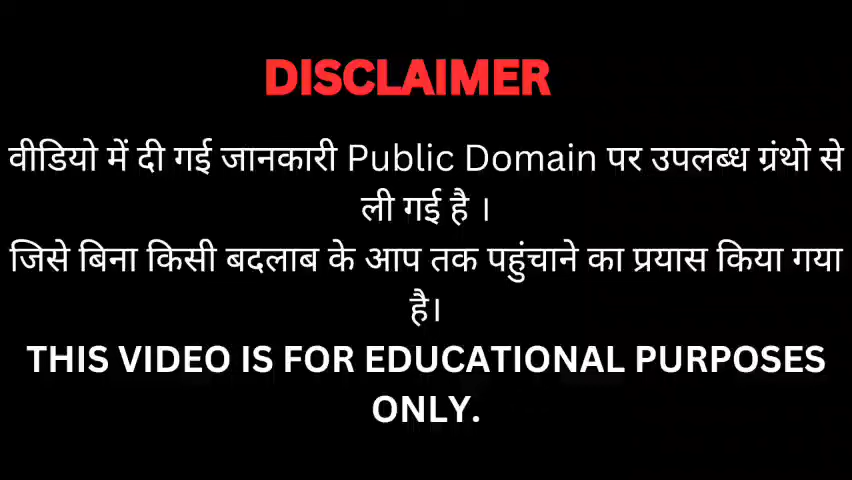 DISCLAIMER
वीडियो में दी गई जानकारी Public Domain पर उपलब्ध ग्रंथो से
ली गई है ।
जिसे बिना किसी बदलाब के आप तक पहुंचाने का प्रयास किया गया
है।
THIS VIDEO IS FOR EDUCATIONAL PURPOSES
ONLY.